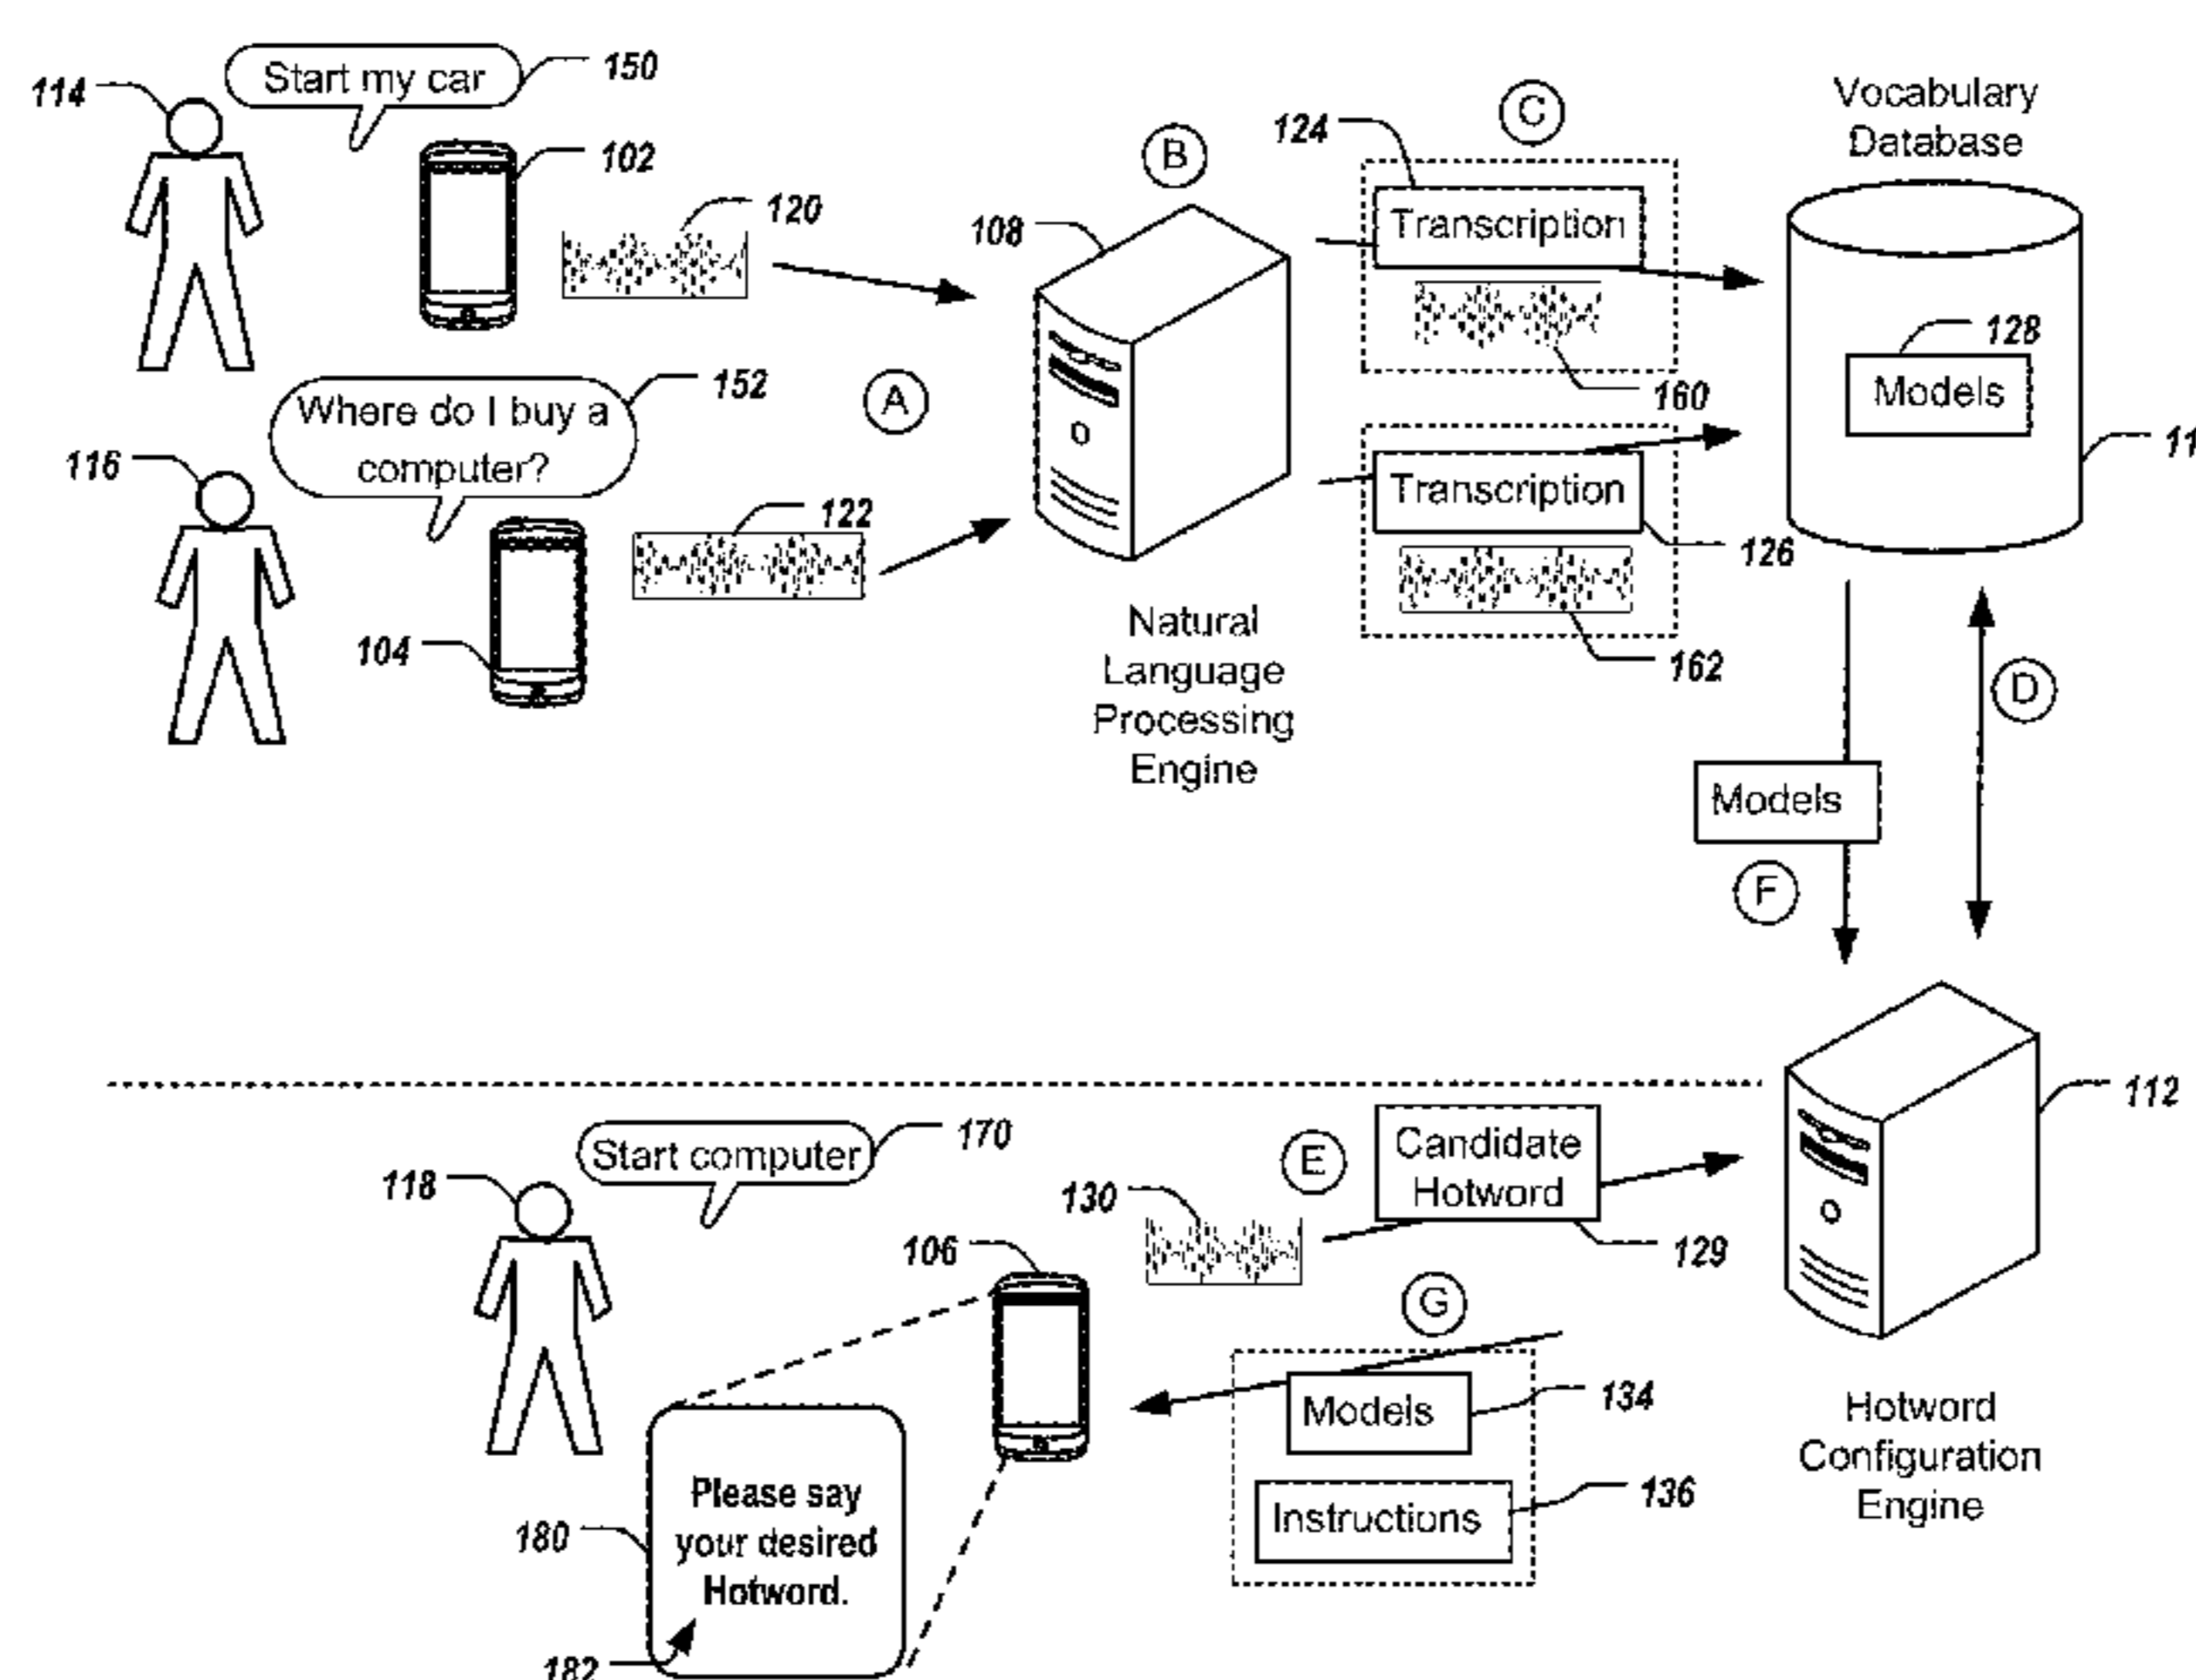 114
Start my car
150
102
120
B
C
124
Transcription
108
160
Vocabulary
Database
128
Models
116
Where do I buy a
computer?
152
A
104
122
Transcription
126
162
Natural
Language
Processing
Engine
D
Models
F
118
Start computer
170
106
130
E
Candidate
Hotword
129
112
G
Models
134
Instructions
136
Hotword
Configuration
Engine
180
Please say
your desired
Hotword.
182